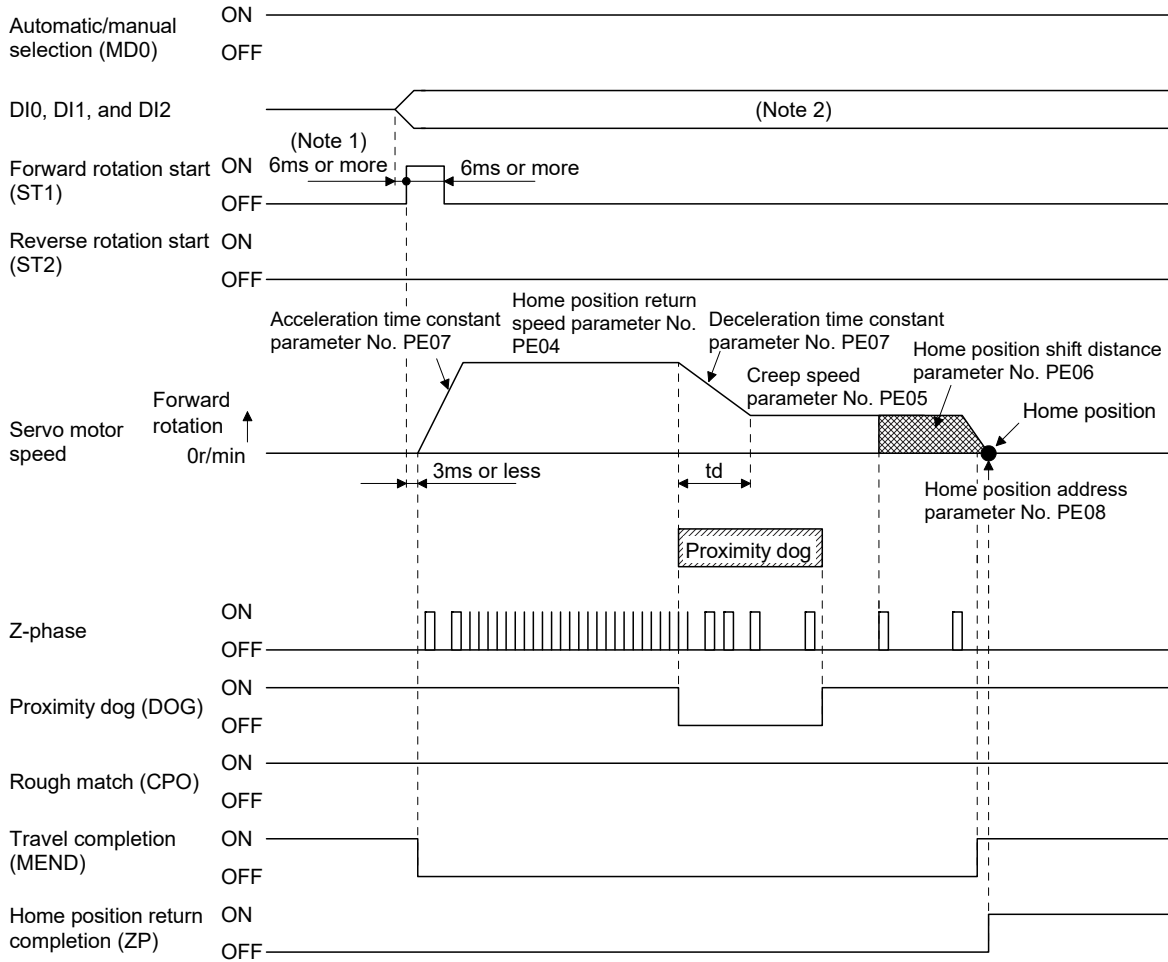 Automatic/manual
selection (MD0)
ON
OFF
DI0, DI1, and DI2
(Note 2)
(Note 1)
6ms or more
6ms or more
Forward rotation start
(ST1)
ON
OFF
Reverse rotation start
(ST2)
ON
OFF
Acceleration time constant
parameter No. PE07
Home position return
speed parameter No.
PE04
Deceleration time constant
parameter No. PE07
Creep speed
parameter No. PE05
Home position shift distance
parameter No. PE06
Home position
Servo motor
speed
Forward
rotation
0r/min
3ms or less
td
Home position address
parameter No. PE08
Proximity dog
Z-phase
ON
OFF
Proximity dog (DOG)
ON
OFF
Rough match (CPO)
ON
OFF
Travel completion
(MEND)
ON
OFF
Home position return
completion (ZP)
ON
OFF